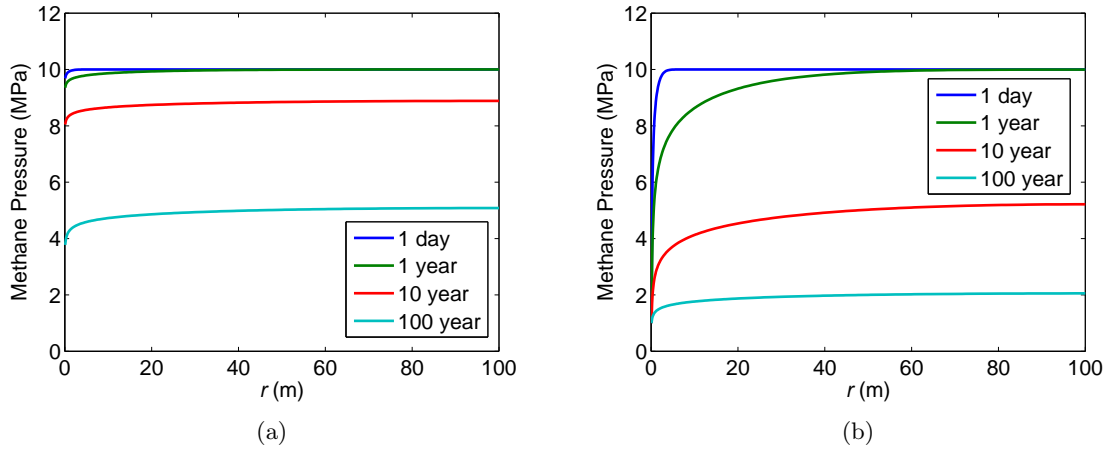 12
10
8
6
4
2
0
Methane Pressure (MPa)
1 day
1 year
10 year
100 year
0 20 40 60 80 100
r (m)
(a)
12
10
8
6
4
2
0
Methane Pressure (MPa)
1 day
1 year
10 year
100 year
0 20 40 60 80 100
r (m)
(b)